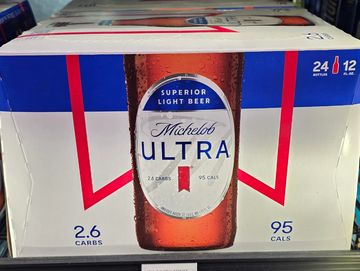 24 12
BOTTLES FL. OZ.
SUPERIOR
LIGHT BEER
Michelob
ULTRA
2.6 CARBS 95 CALS
2.6
CARBS
95
CALS